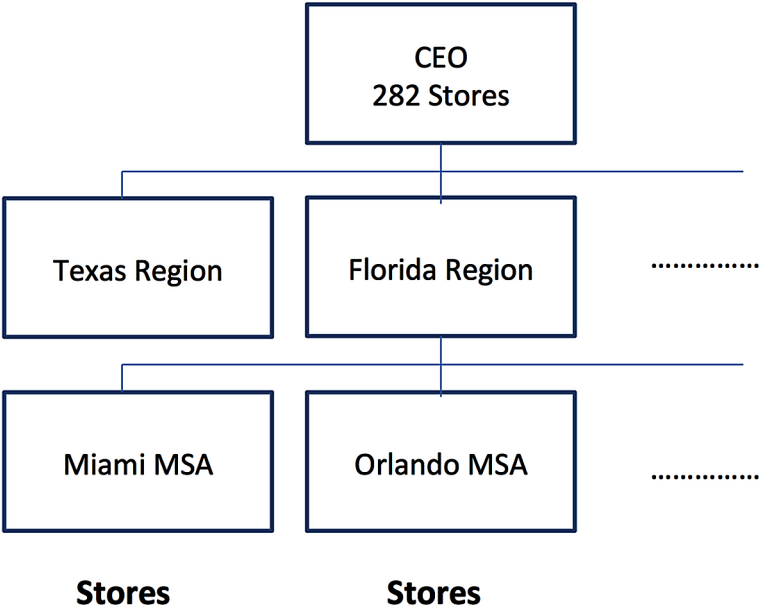 CEO
282 Stores
Texas Region
Florida Region
……………
Miami MSA
Orlando MSA
……………
Stores
Stores